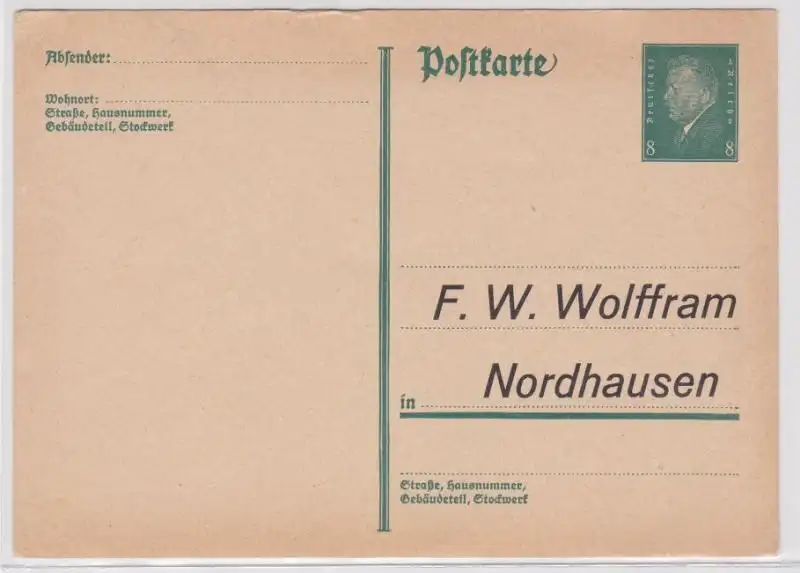 Absender:
Wohnort:
Straße, Hausnummer,
Gebäudeteil, Stockwerk
Postkarte
Deutsches
Reich
8 8
F. W. Wolffram
Nordhausen
in
Straße, Hausnummer,
Gebäudeteil, Stockwerk